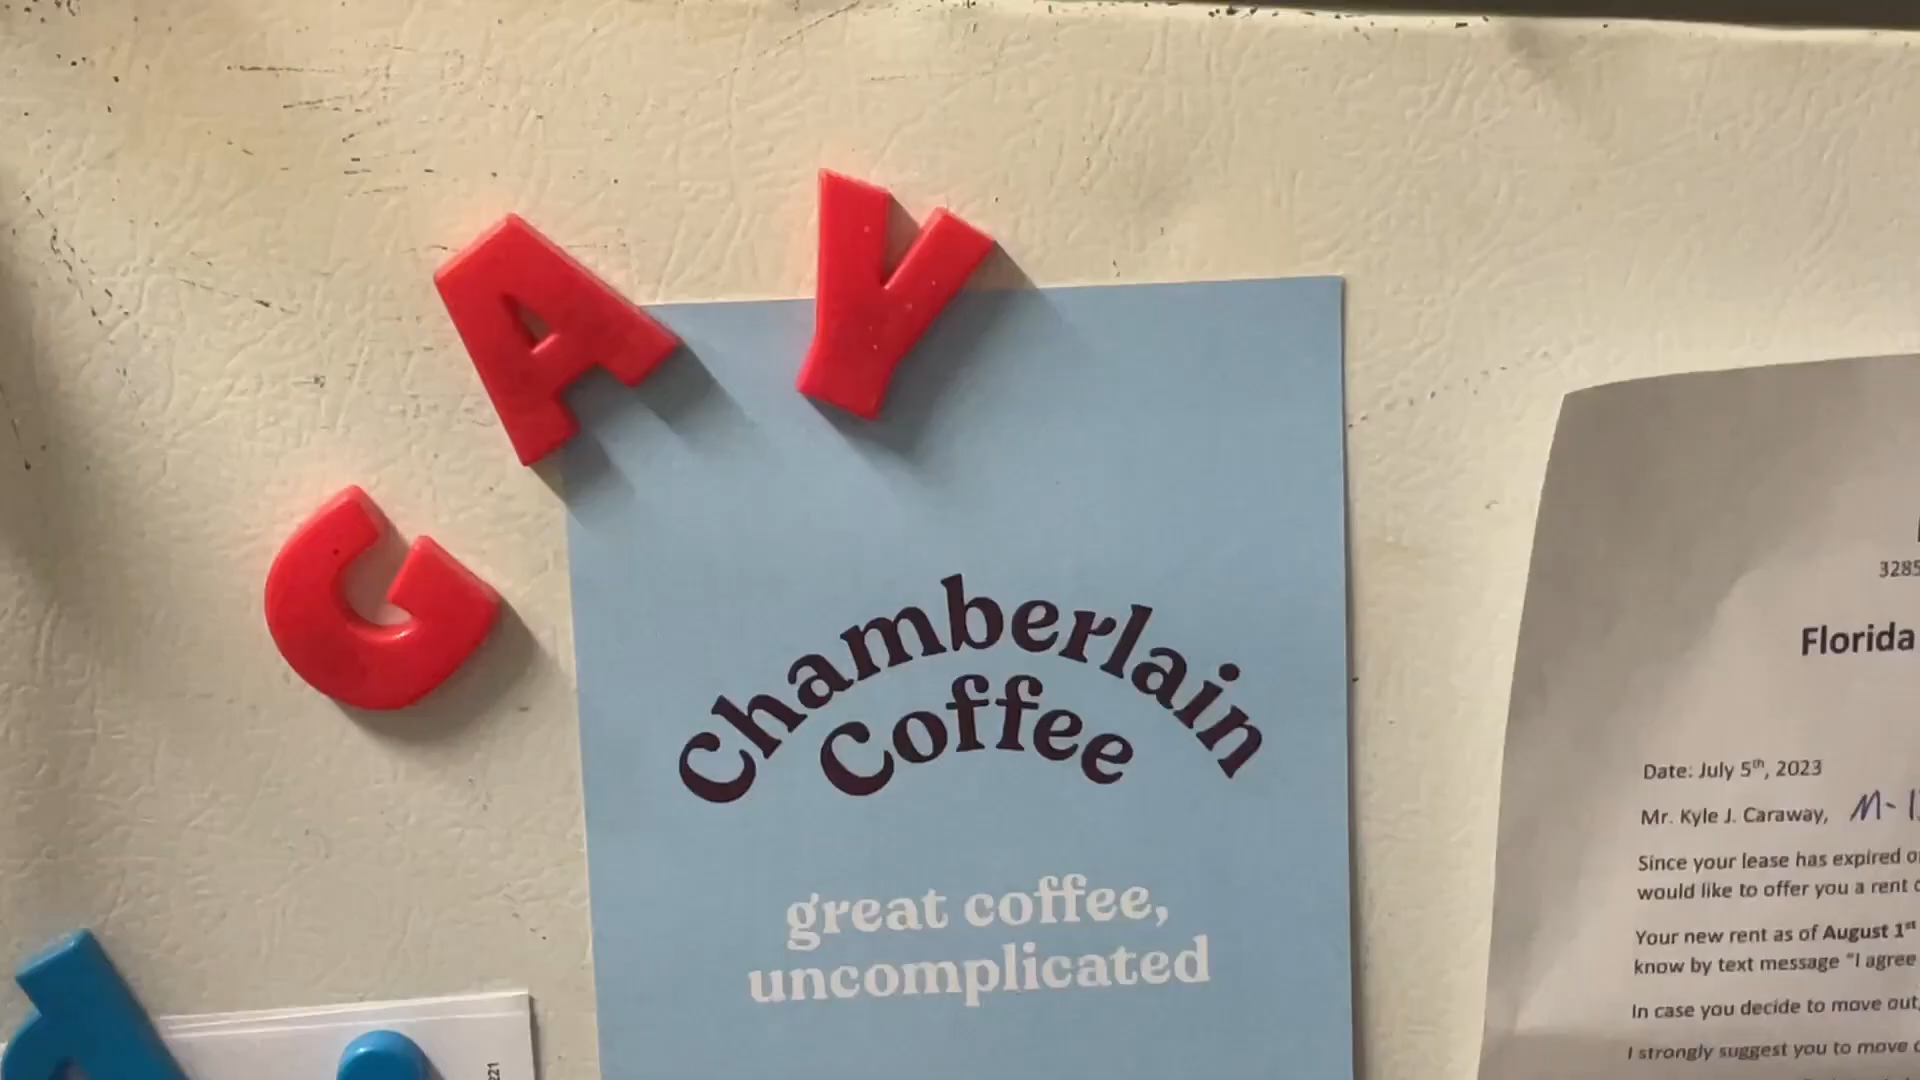 GAY
Chamberlain
Coffee
great coffee,
uncomplicated
3285
Florida
Date: July 5th, 2023
Mr. Kyle J. Caraway, M-
Since your lease has expired
would like to offer you a rent
Your new rent as of August 1st
know by text message "I agree
In case you decide to move out,
I strongly suggest you to move
221